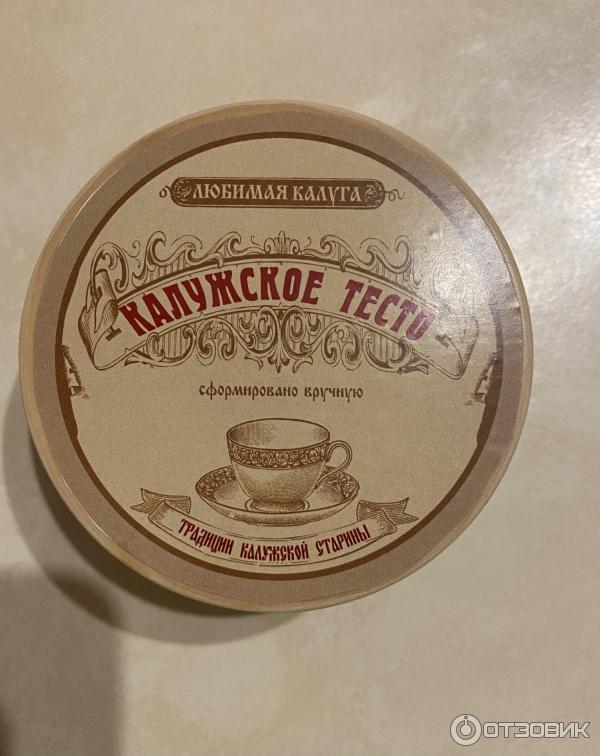 ЛЮБИМАЯ КАЛУГА
КАЛУЖСКОЕ ТЕСТО
сформировано вручную
ТРАДИЦИИ КАЛУЖСКОЙ СТАРИНЫ
ОТЗОВИК